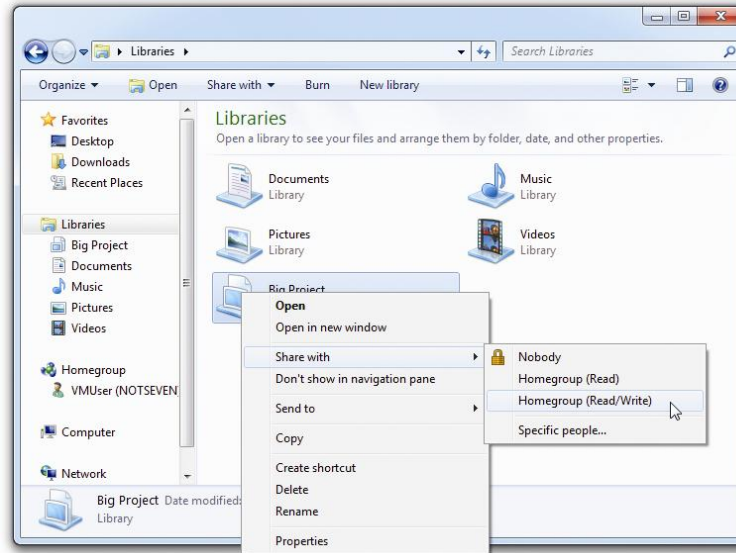 Libraries
Search Libraries
Organize
Open
Share with
Burn
New library
Favorites
Desktop
Downloads
Recent Places
Libraries
Big Project
Documents
Music
Pictures
Videos
Homegroup
VMUser (NOTSEVEN
Computer
Network
Libraries
Open a library to see your files and arrange them by folder, date, and other properties.
Documents
Library
Music
Library
Pictures
Library
Videos
Library
Big Project
Open
Open in new window
Share with
Don't show in navigation pane
Send to
Copy
Create shortcut
Delete
Rename
Properties
Nobody
Homegroup (Read)
Homegroup (Read/Write)
Specific people...
Big Project Date modified:
Library